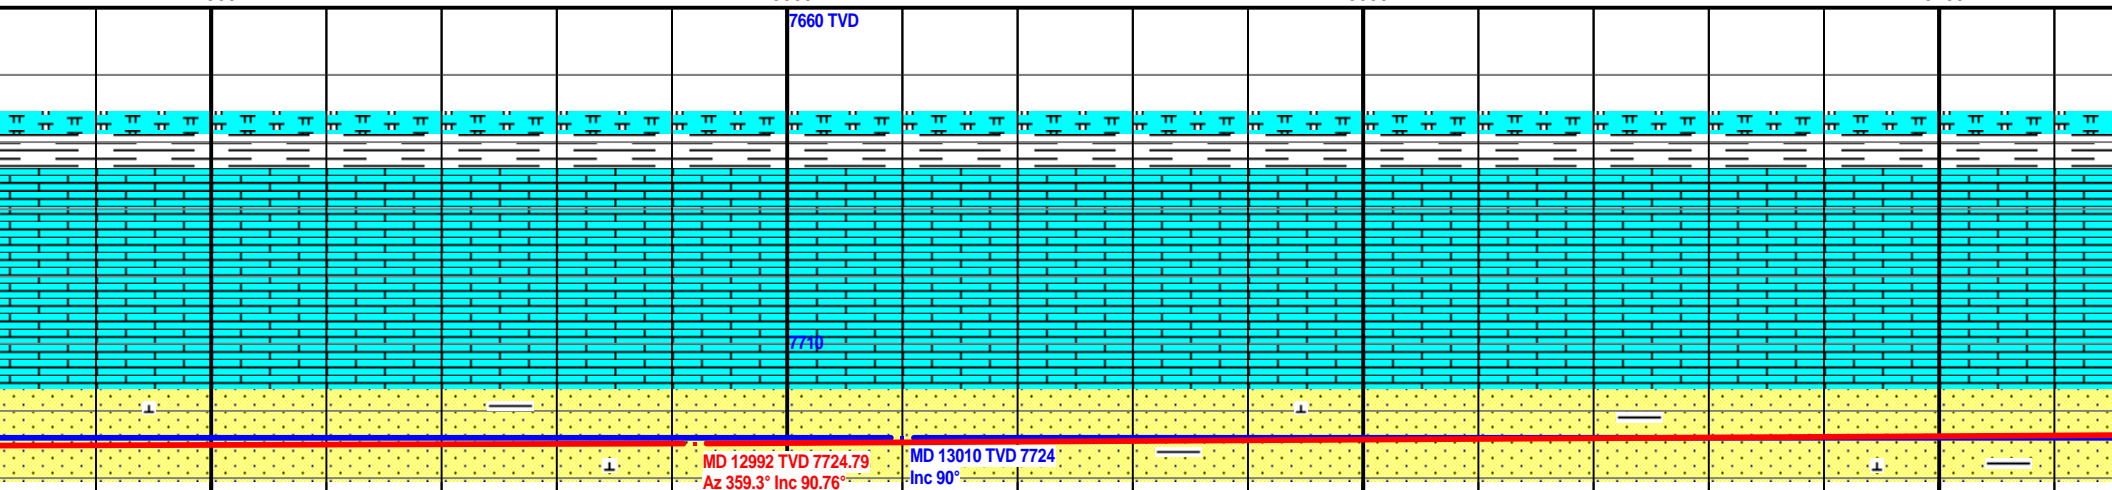 7660 TVD
7710
MD 12992 TVD 7724.79
Az 359.3° Inc 90.76°
MD 13010 TVD 7724
Inc 90°